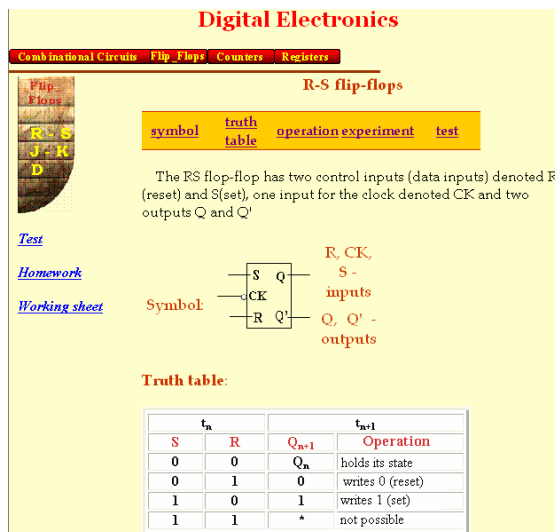 Digital Electronics
Combinational Circuits Flip_Flops Counters Registers
Flip_
Flops
R - S
J - K
D
Test
Homework
Working sheet
R-S flip-flops
symbol truth table operation experiment test
The RS flop-flop has two control inputs (data inputs) denoted R
(reset) and S(set), one input for the clock denoted CK and two
outputs Q and Q'
Symbol:
S Q
CK
R Q'
R, CK,
S -
inputs
Q, Q' -
outputs
Truth table:
tn tn+1
S R Qn+1 Operation
0 0 Qn holds its state
0 1 0 writes 0 (reset)
1 0 1 writes 1 (set)
1 1 * not possible